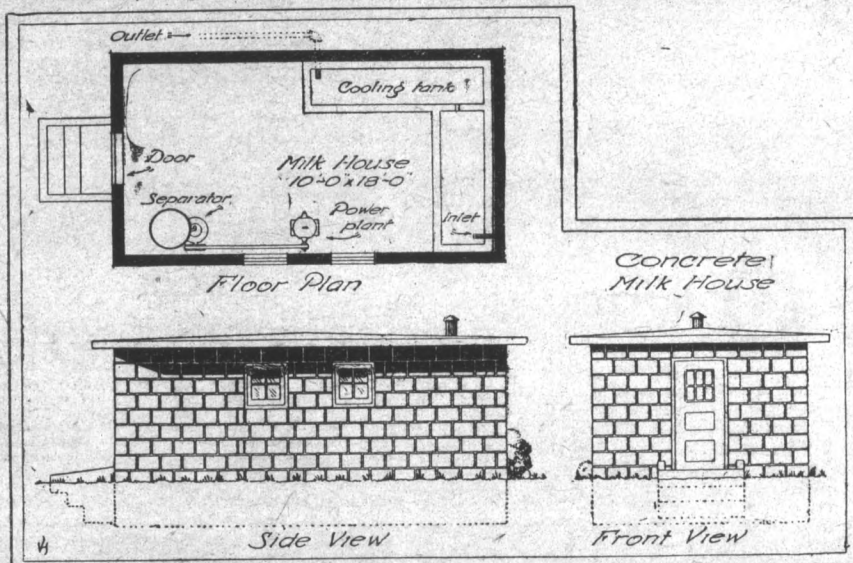 Outlet
Cooling tank
Door
Milk House
10'-0" x 18'-0"
Separator
Power
plant
Inlet
Floor Plan
Concrete
Milk House
Side View
Front View